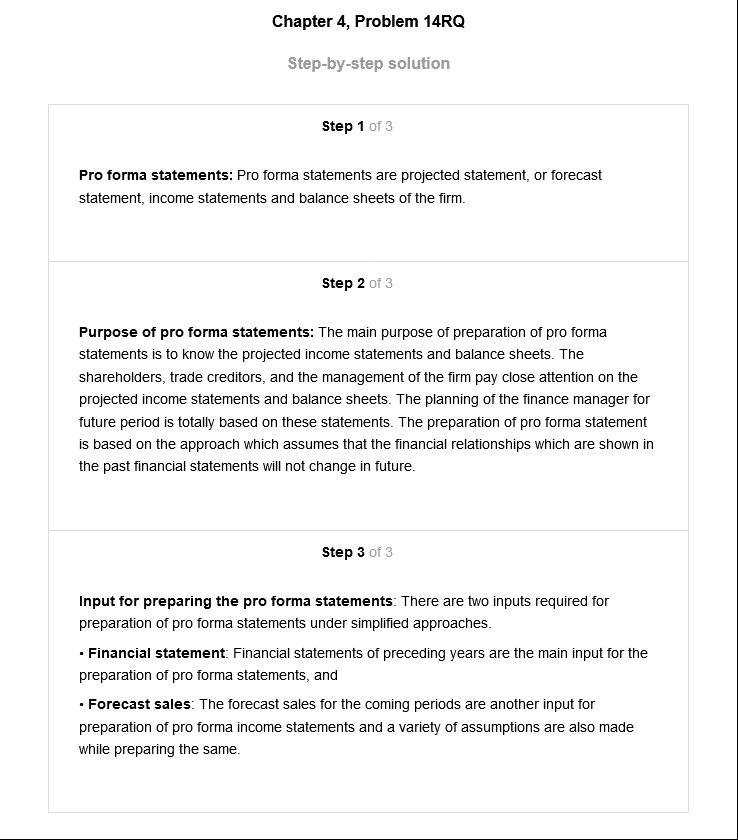 Chapter 4, Problem 14RQ
Step-by-step solution
Step 1 of 3
Pro forma statements: Pro forma statements are projected statement, or forecast
statement, income statements and balance sheets of the firm.
Step 2 of 3
Purpose of pro forma statements: The main purpose of preparation of pro forma
statements is to know the projected income statements and balance sheets. The
shareholders, trade creditors, and the management of the firm pay close attention on the
projected income statements and balance sheets. The planning of the finance manager for
future period is totally based on these statements. The preparation of pro forma statement
is based on the approach which assumes that the financial relationships which are shown in
the past financial statements will not change in future.
Step 3 of 3
Input for preparing the pro forma statements: There are two inputs required for
preparation of pro forma statements under simplified approaches.
• Financial statement: Financial statements of preceding years are the main input for the
preparation of pro forma statements, and
• Forecast sales: The forecast sales for the coming periods are another input for
preparation of pro forma income statements and a variety of assumptions are also made
while preparing the same.